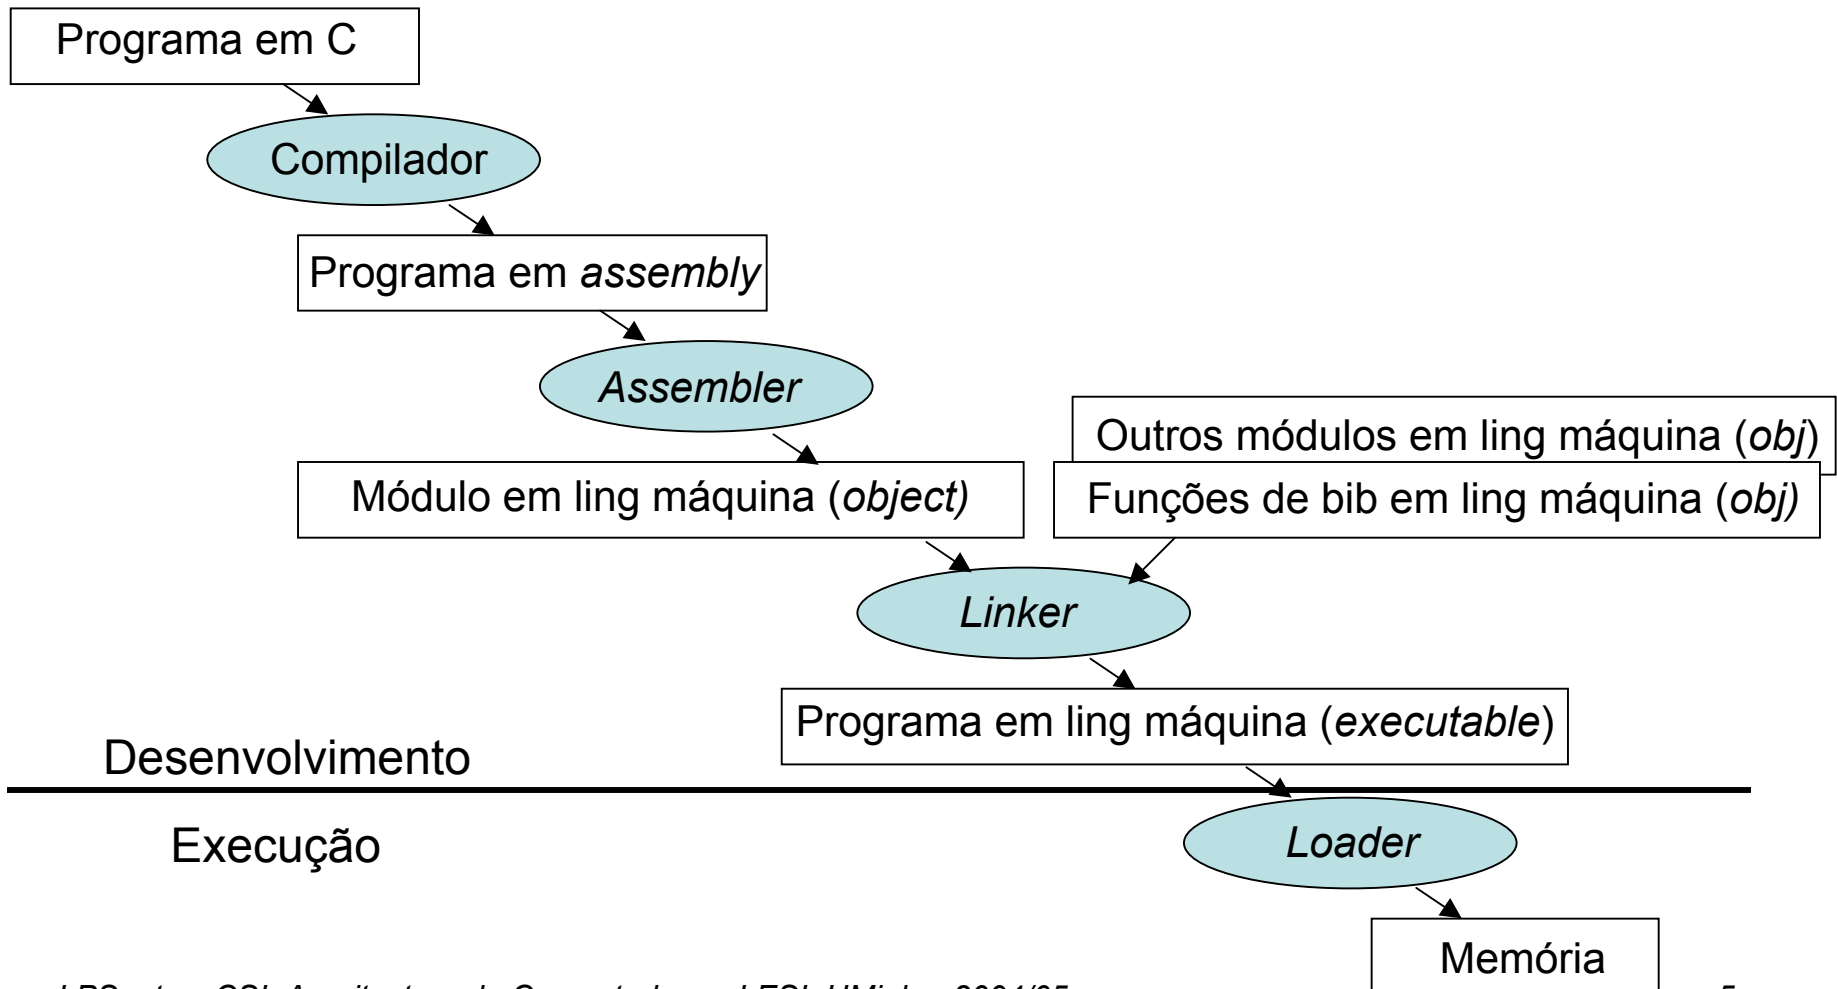 Programa em C
Compilador
Programa em assembly
Assembler
Outros módulos em ling máquina (obj)
Módulo em ling máquina (object)
Funções de bib em ling máquina (obj)
Linker
Programa em ling máquina (executable)
Desenvolvimento
Execução
Loader
Memória